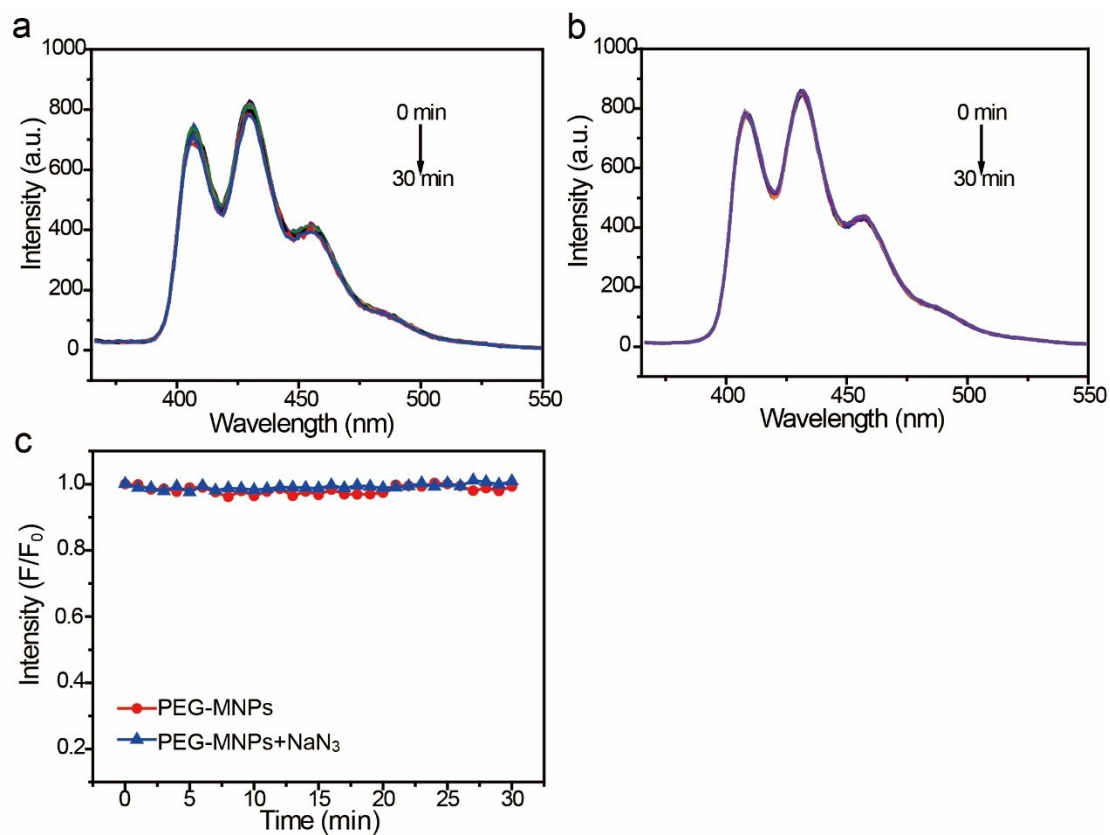 a
1000
800
600
400
200
0
Intensity (a.u.)
0 min
30 min
400
450
500
550
Wavelength (nm)
b
1000
800
600
400
200
0
Intensity (a.u.)
0 min
30 min
400
450
500
550
Wavelength (nm)
c
1.0
0.8
0.6
0.4
0.2
Intensity (F/F₀)
PEG-MNPs
PEG-MNPs+NaN₃
0
5
10
15
20
25
30
Time (min)